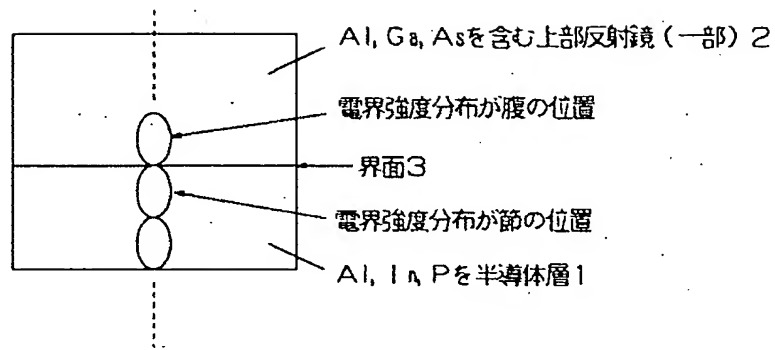 Al, Ga, Asを含む上部反射鏡（一部）2
電界強度分布が腹の位置
界面3
電界強度分布が節の位置
Al, In, Pを半導体層1